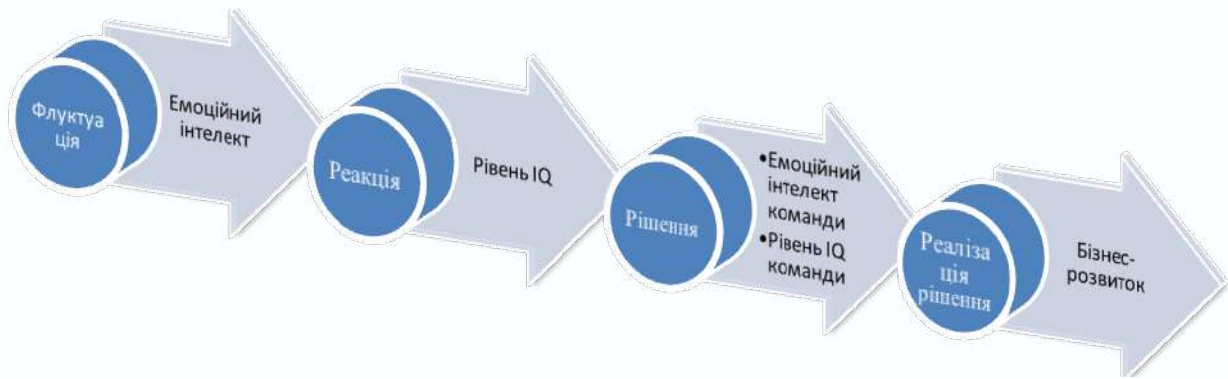 Флуктуа
ція
Емоційний
інтелект
Реакція
Рівень IQ
Рішення
•Емоційний
інтелект
команди
•Рівень IQ
команди
Реаліза
ція
рішення
Бізнес-
розвиток